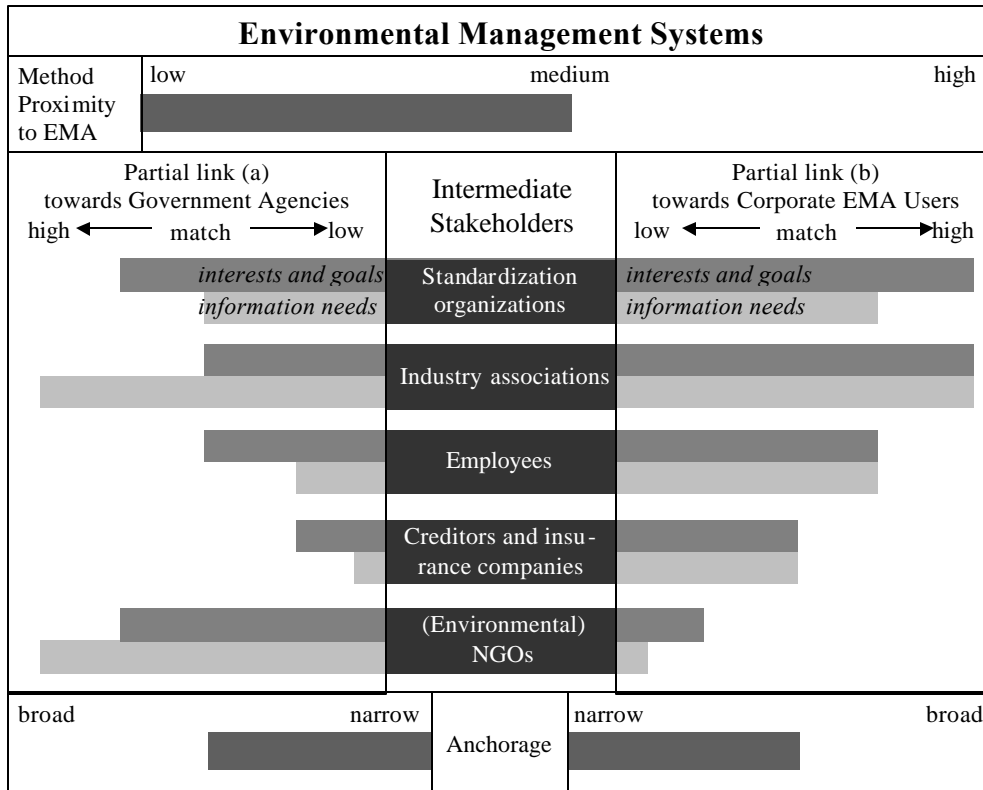 Environmental Management Systems
Method
Proximity
to EMA
low medium high
Partial link (a)
towards Government Agencies
high match low
Intermediate
Stakeholders
Partial link (b)
towards Corporate EMA Users
low match high
interests and goals
information needs
Standardization
organizations
interests and goals
information needs
Industry associations
Employees
Creditors and insu-
rance companies
(Environmental)
NGOs
broad narrow
Anchorage
narrow broad